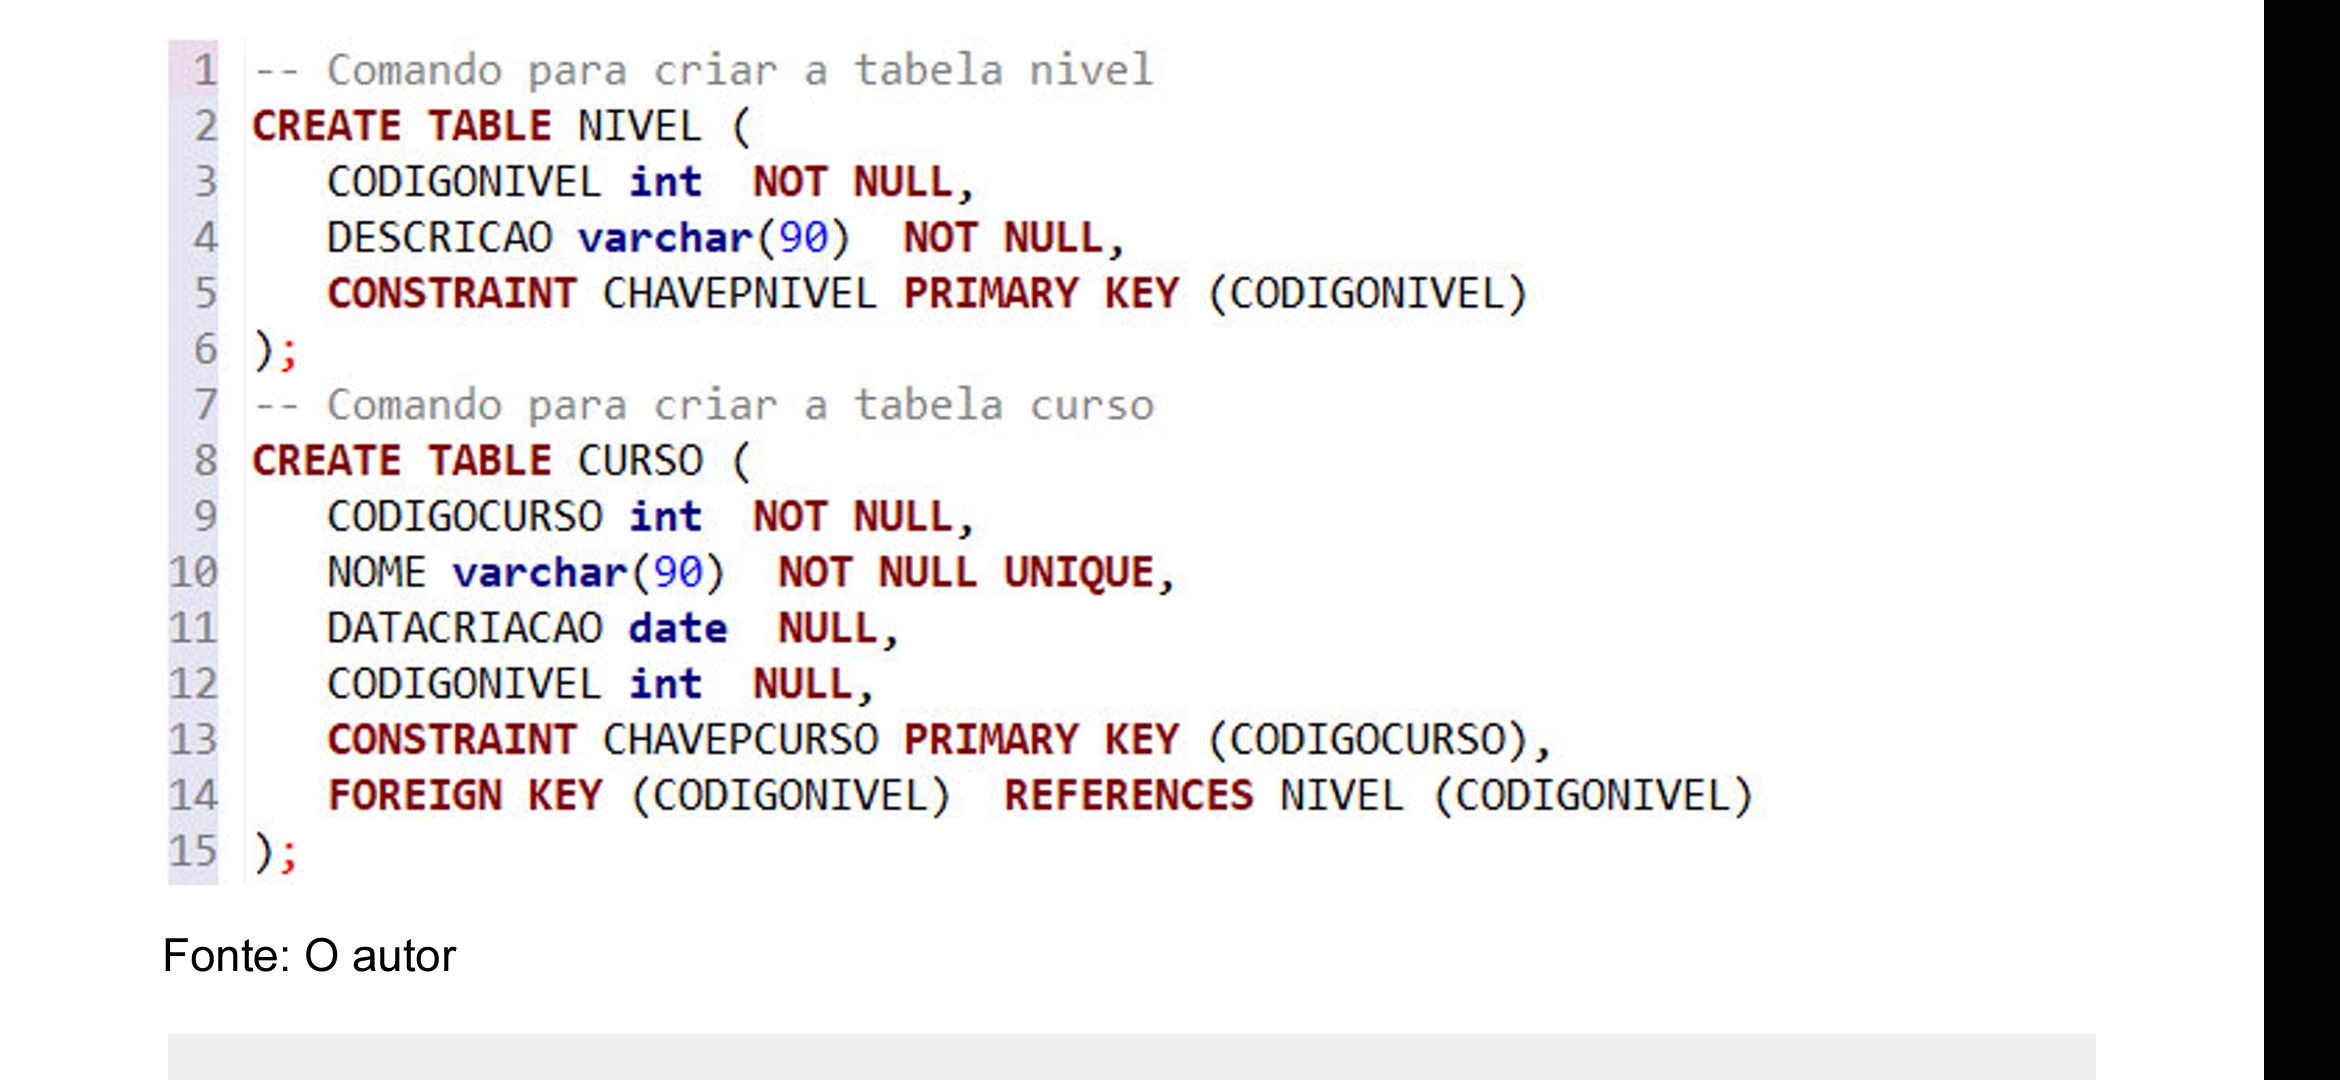 1 -- Comando para criar a tabela nivel
2 CREATE TABLE NIVEL (
3 CODIGONIVEL int NOT NULL,
4 DESCRICAO varchar(90) NOT NULL,
5 CONSTRAINT CHAVEPNIVEL PRIMARY KEY (CODIGONIVEL)
6 );
7 -- Comando para criar a tabela curso
8 CREATE TABLE CURSO (
9 CODIGOCURSO int NOT NULL,
10 NOME varchar(90) NOT NULL UNIQUE,
11 DATACRIACAO date NULL,
12 CODIGONIVEL int NULL,
13 CONSTRAINT CHAVEPCURSO PRIMARY KEY (CODIGOCURSO),
14 FOREIGN KEY (CODIGONIVEL) REFERENCES NIVEL (CODIGONIVEL)
15 );
Fonte: O autor